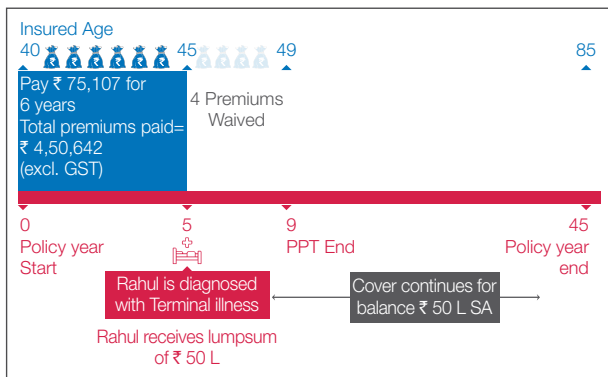 Insured Age
40 45 49 85
Pay ₹ 75,107 for
6 years
Total premiums paid=
₹ 4,50,642
(excl. GST)
4 Premiums
Waived
0 5 9 45
Policy year
Start
PPT End
Policy year
end
Rahul is diagnosed
with Terminal illness
Cover continues for
balance ₹ 50 L SA
Rahul receives lumpsum
of ₹ 50 L